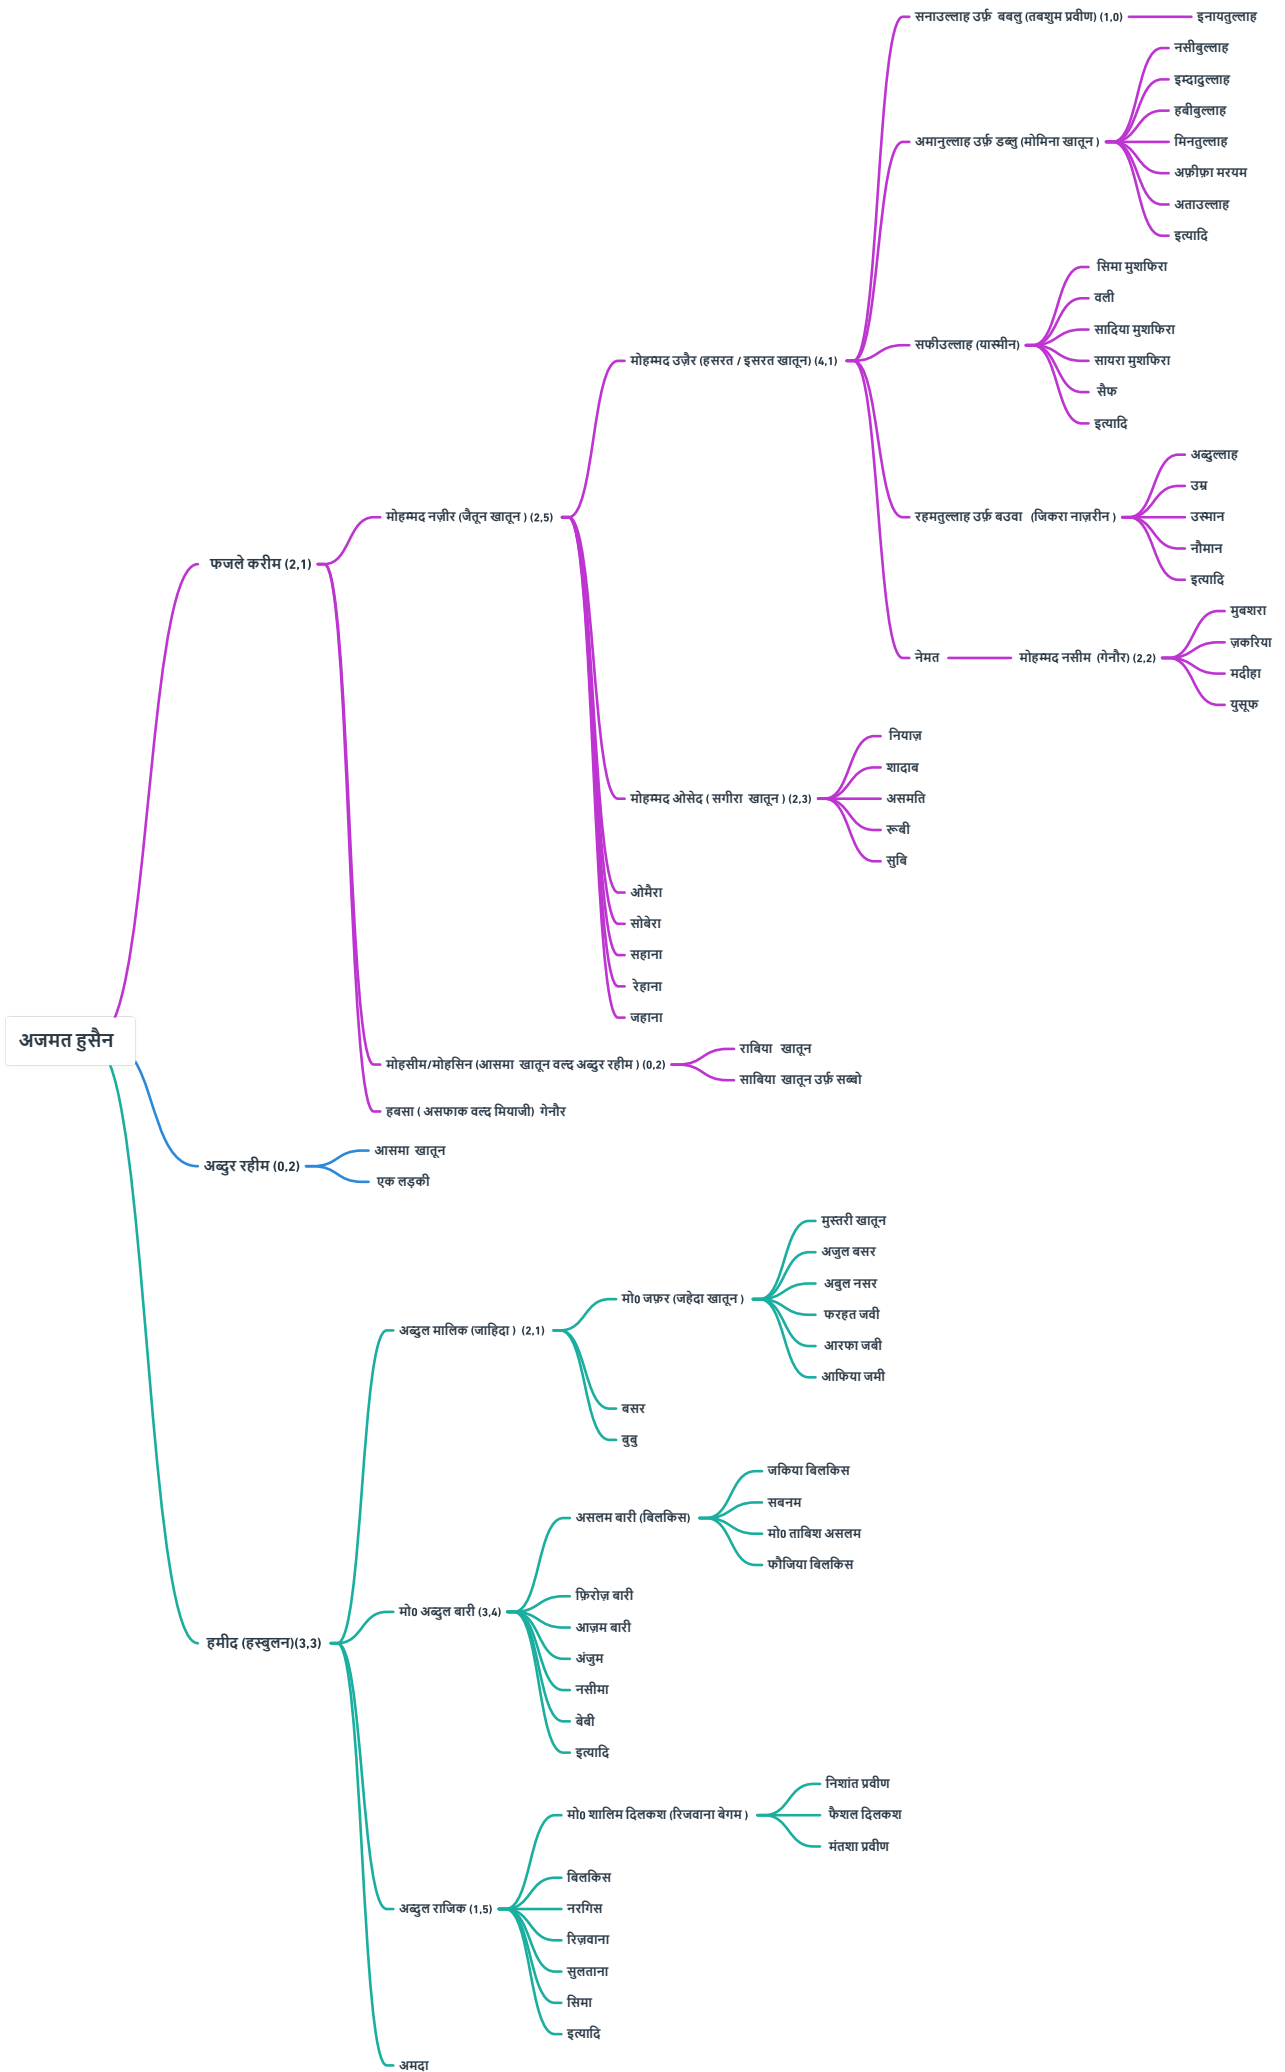 सनाउल्लाह उर्फ़ बबलु (तबशुम प्रवीण) (1,0)
इनायतुल्लाह
नसीबुल्लाह
इम्दादुल्लाह
हबीबुल्लाह
अमानुल्लाह उर्फ़ डब्लु (मोमिना खातून )
मिनतुल्लाह
अफ़ीफ़ा मरयम
अताउल्लाह
इत्यादि
सिमा मुशफिरा
वली
सादिया मुशफिरा
सफीउल्लाह (यास्मीन)
सायरा मुशफिरा
मोहम्मद उज़ैर (हसरत / इसरत खातून) (4,1)
सैफ
इत्यादि
अब्दुल्लाह
उम्र
मोहम्मद नज़ीर (जैतून खातून ) (2,5)
रहमतुल्लाह उर्फ़ बउवा (जिकरा नाज़रीन )
उस्मान
नौमान
फजले करीम (2,1)
इत्यादि
मुबशरा
ज़करिया
नेमत
मोहम्मद नसीम (गेनौर) (2,2)
मदीहा
युसूफ
नियाज़
शादाब
मोहम्मद ओसेद ( सगीरा खातून ) (2,3)
असमति
रूबी
सुबि
ओमैरा
सोबेरा
सहाना
रेहाना
जहाना
अजमत हुसैन
राबिया खातून
मोहसीम/मोहसिन (आसमा खातून वल्द अब्दुर रहीम ) (0,2)
साबिया खातून उर्फ़ सब्बो
हबसा ( असफाक वल्द मियाजी) गेनौर
आसमा खातून
अब्दुर रहीम (0,2)
एक लड़की
मुस्तरी खातून
अजुल बसर
अबुल नसर
मो0 जफ़र (जहेदा खातून )
फरहत जवी
अब्दुल मालिक (जाहिदा ) (2,1)
आरफा जबी
आफिया जमी
बसर
बुबु
जकिया बिलकिस
सबनम
असलम बारी (बिलकिस)
मो0 ताबिश असलम
फौजिया बिलकिस
फ़िरोज़ बारी
मो0 अब्दुल बारी (3,4)
आज़म बारी
हमीद (हस्बुलन)(3,3)
अंजुम
नसीमा
बेबी
इत्यादि
निशांत प्रवीण
मो0 शालिम दिलकश (रिजवाना बेगम )
फैशल दिलकश
मंतशा प्रवीण
बिलकिस
अब्दुल राजिक (1,5)
नरगिस
रिज़वाना
सुलताना
सिमा
इत्यादि
अमदा